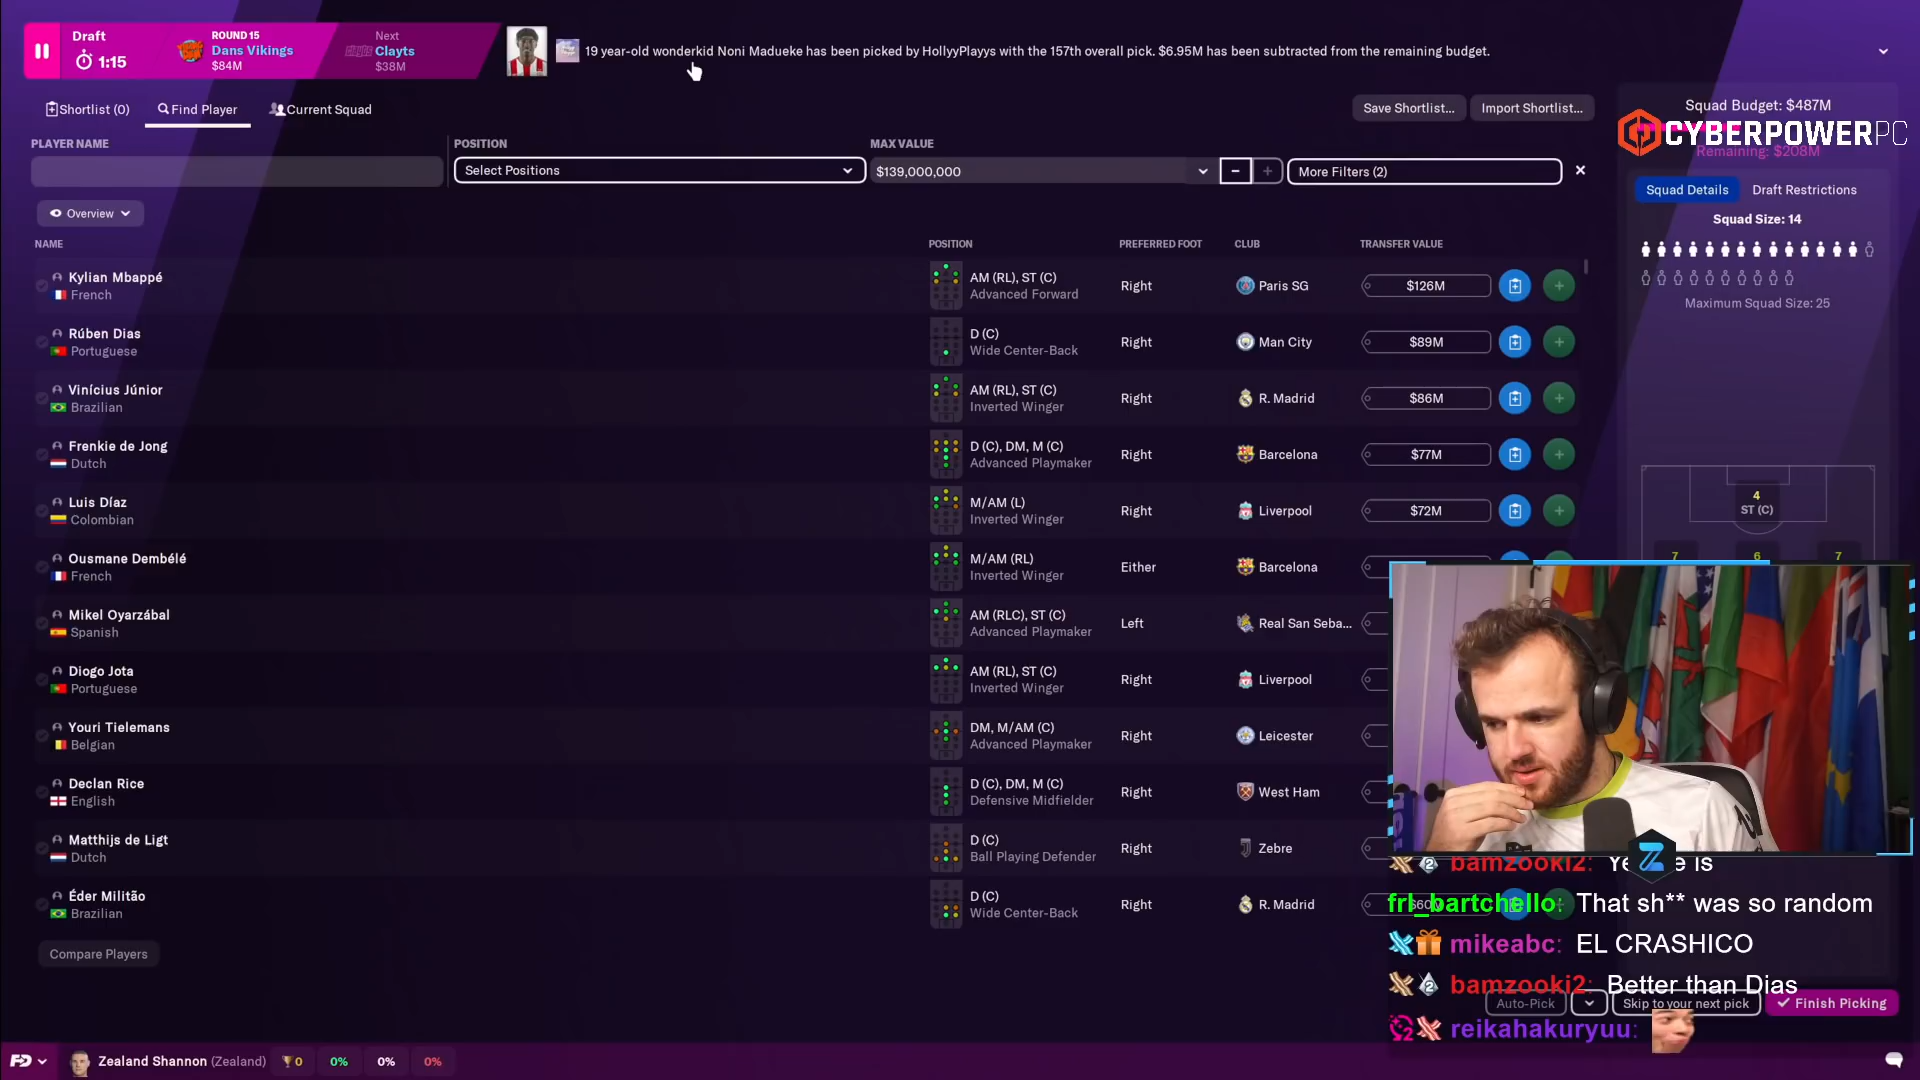 Draft
1:15
ROUND 15
Dans Vikings
$84M
Next
Clayts
$38M
19 year-old wonderkid Noni Madueke has been picked by HollyyPlayys with the 157th overall pick. $6.95M has been subtracted from the remaining budget.
Shortlist (0)
Find Player
Current Squad
Save Shortlist...
Import Shortlist...
Squad Budget: $487M
CYBERPOWERPC
Remaining: $208M
PLAYER NAME
POSITION
MAX VALUE
Select Positions
$139,000,000
More Filters (2)
Squad Details
Draft Restrictions
Squad Size: 14
Maximum Squad Size: 25
Overview
NAME POSITION PREFERRED FOOT CLUB TRANSFER VALUE
Kylian Mbappé AM (RL), ST (C) Right Paris SG $126M
French Advanced Forward
Rúben Dias D (C) Right Man City $89M
Portuguese Wide Center-Back
Vinícius Júnior AM (RL), ST (C) Right R. Madrid $86M
Brazilian Inverted Winger
Frenkie de Jong D (C), DM, M (C) Right Barcelona $77M
Dutch Advanced Playmaker
Luis Díaz M/AM (L) Right Liverpool $72M
Colombian Inverted Winger
Ousmane Dembélé M/AM (RL) Either Barcelona
French Inverted Winger
Mikel Oyarzábal AM (RLC), ST (C) Left Real San Seba...
Spanish Advanced Playmaker
Diogo Jota AM (RL), ST (C) Right Liverpool
Portuguese Inverted Winger
Youri Tielemans DM, M/AM (C) Right Leicester
Belgian Advanced Playmaker
Declan Rice D (C), DM, M (C) Right West Ham
English Defensive Midfielder
Matthijs de Ligt D (C) Right Zebre
Dutch Ball Playing Defender
Éder Militão D (C) Right R. Madrid
Brazilian Wide Center-Back
4
ST (C)
7 6 7
Compare Players
bamzooki2: is
frl_bartchello: That sh** was so random
mikeabc: EL CRASHICO
bamzooki2: Better than Dias
reikahakuryuu:
Auto-Pick
Skip to your next pick
Finish Picking
FD
Zealand Shannon (Zealand)
0
0%
0%
0%